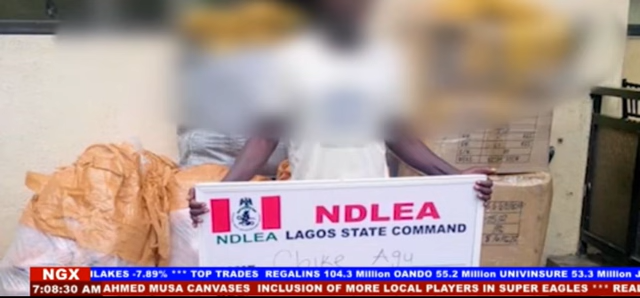 NDLEA
NDLEA LAGOS STATE COMMAND
Chike Agu
NGX ILAKES -7.89% *** TOP TRADES REGALINS 104.3 Million OANDO 55.2 Million UNIVINSURE 53.3 Million
7:08:30 AM AHMED MUSA CANVASES INCLUSION OF MORE LOCAL PLAYERS IN SUPER EAGLES *** REA